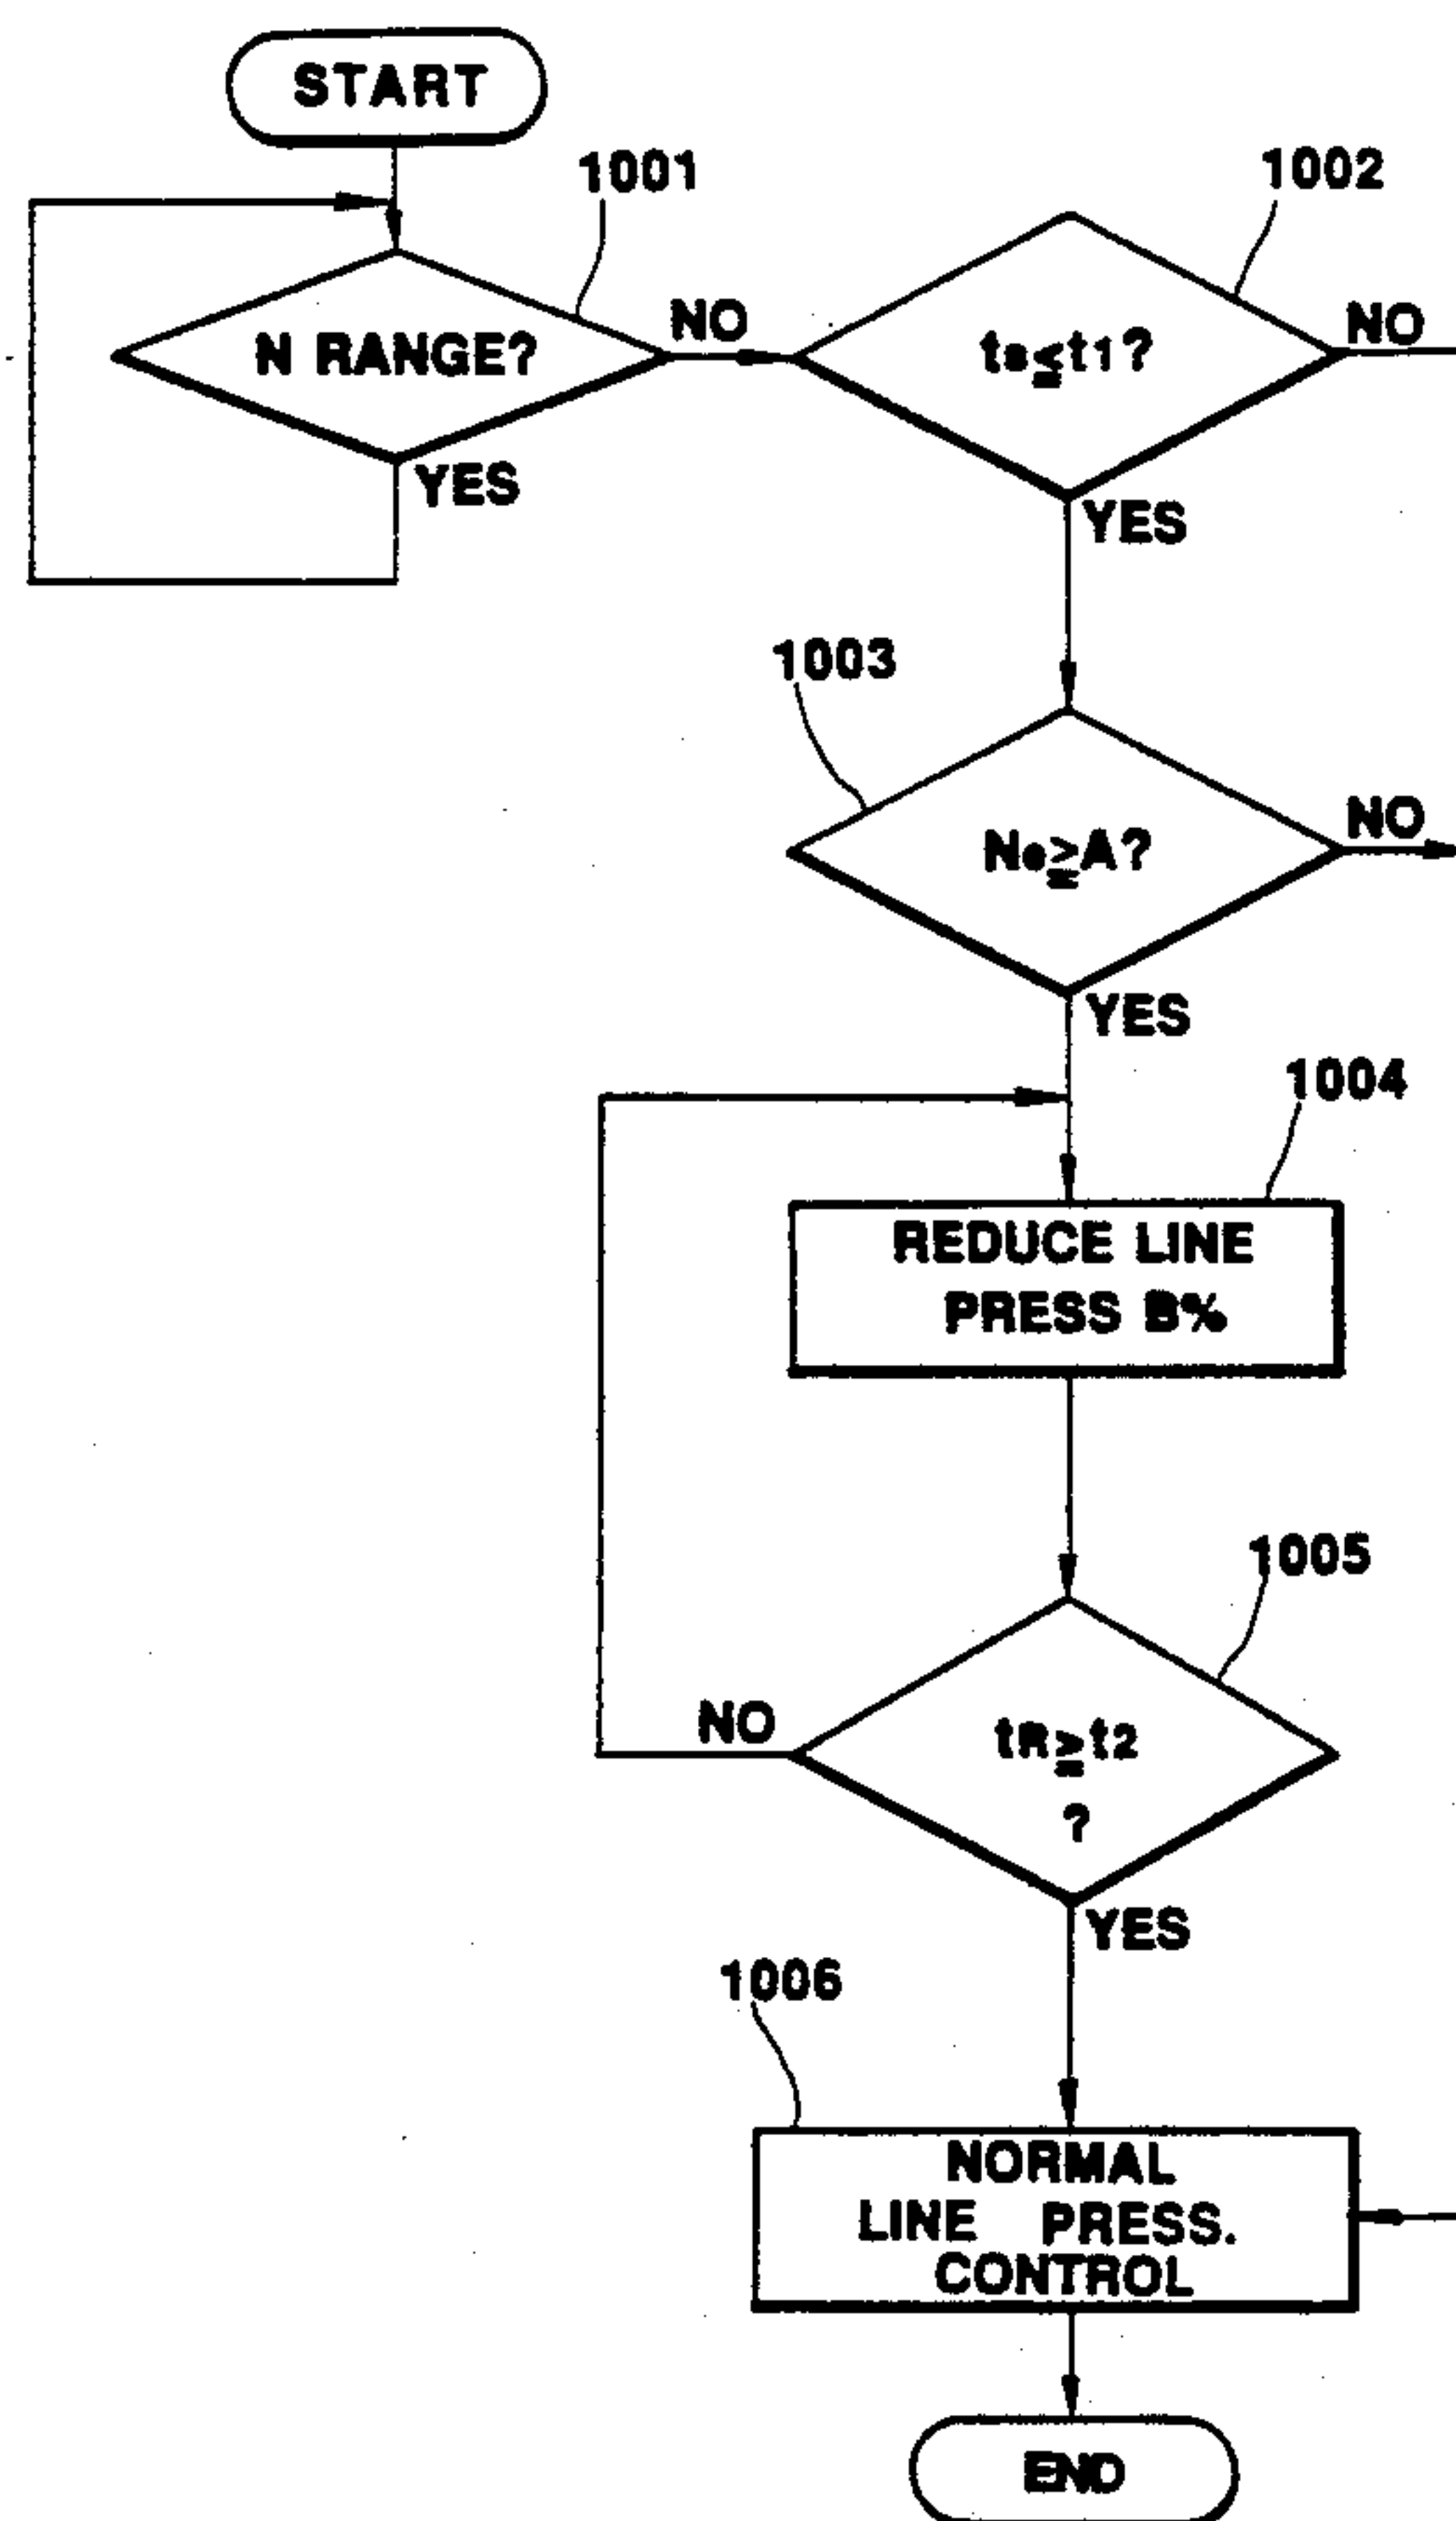 START
1001
1002
N RANGE?
NO
ts≦t1?
NO
YES
YES
1003
Ne≧A?
NO
YES
1004
REDUCE LINE
PRESS B%
1005
NO
tR≧t2
?
YES
1006
NORMAL
LINE PRESS.
CONTROL
END